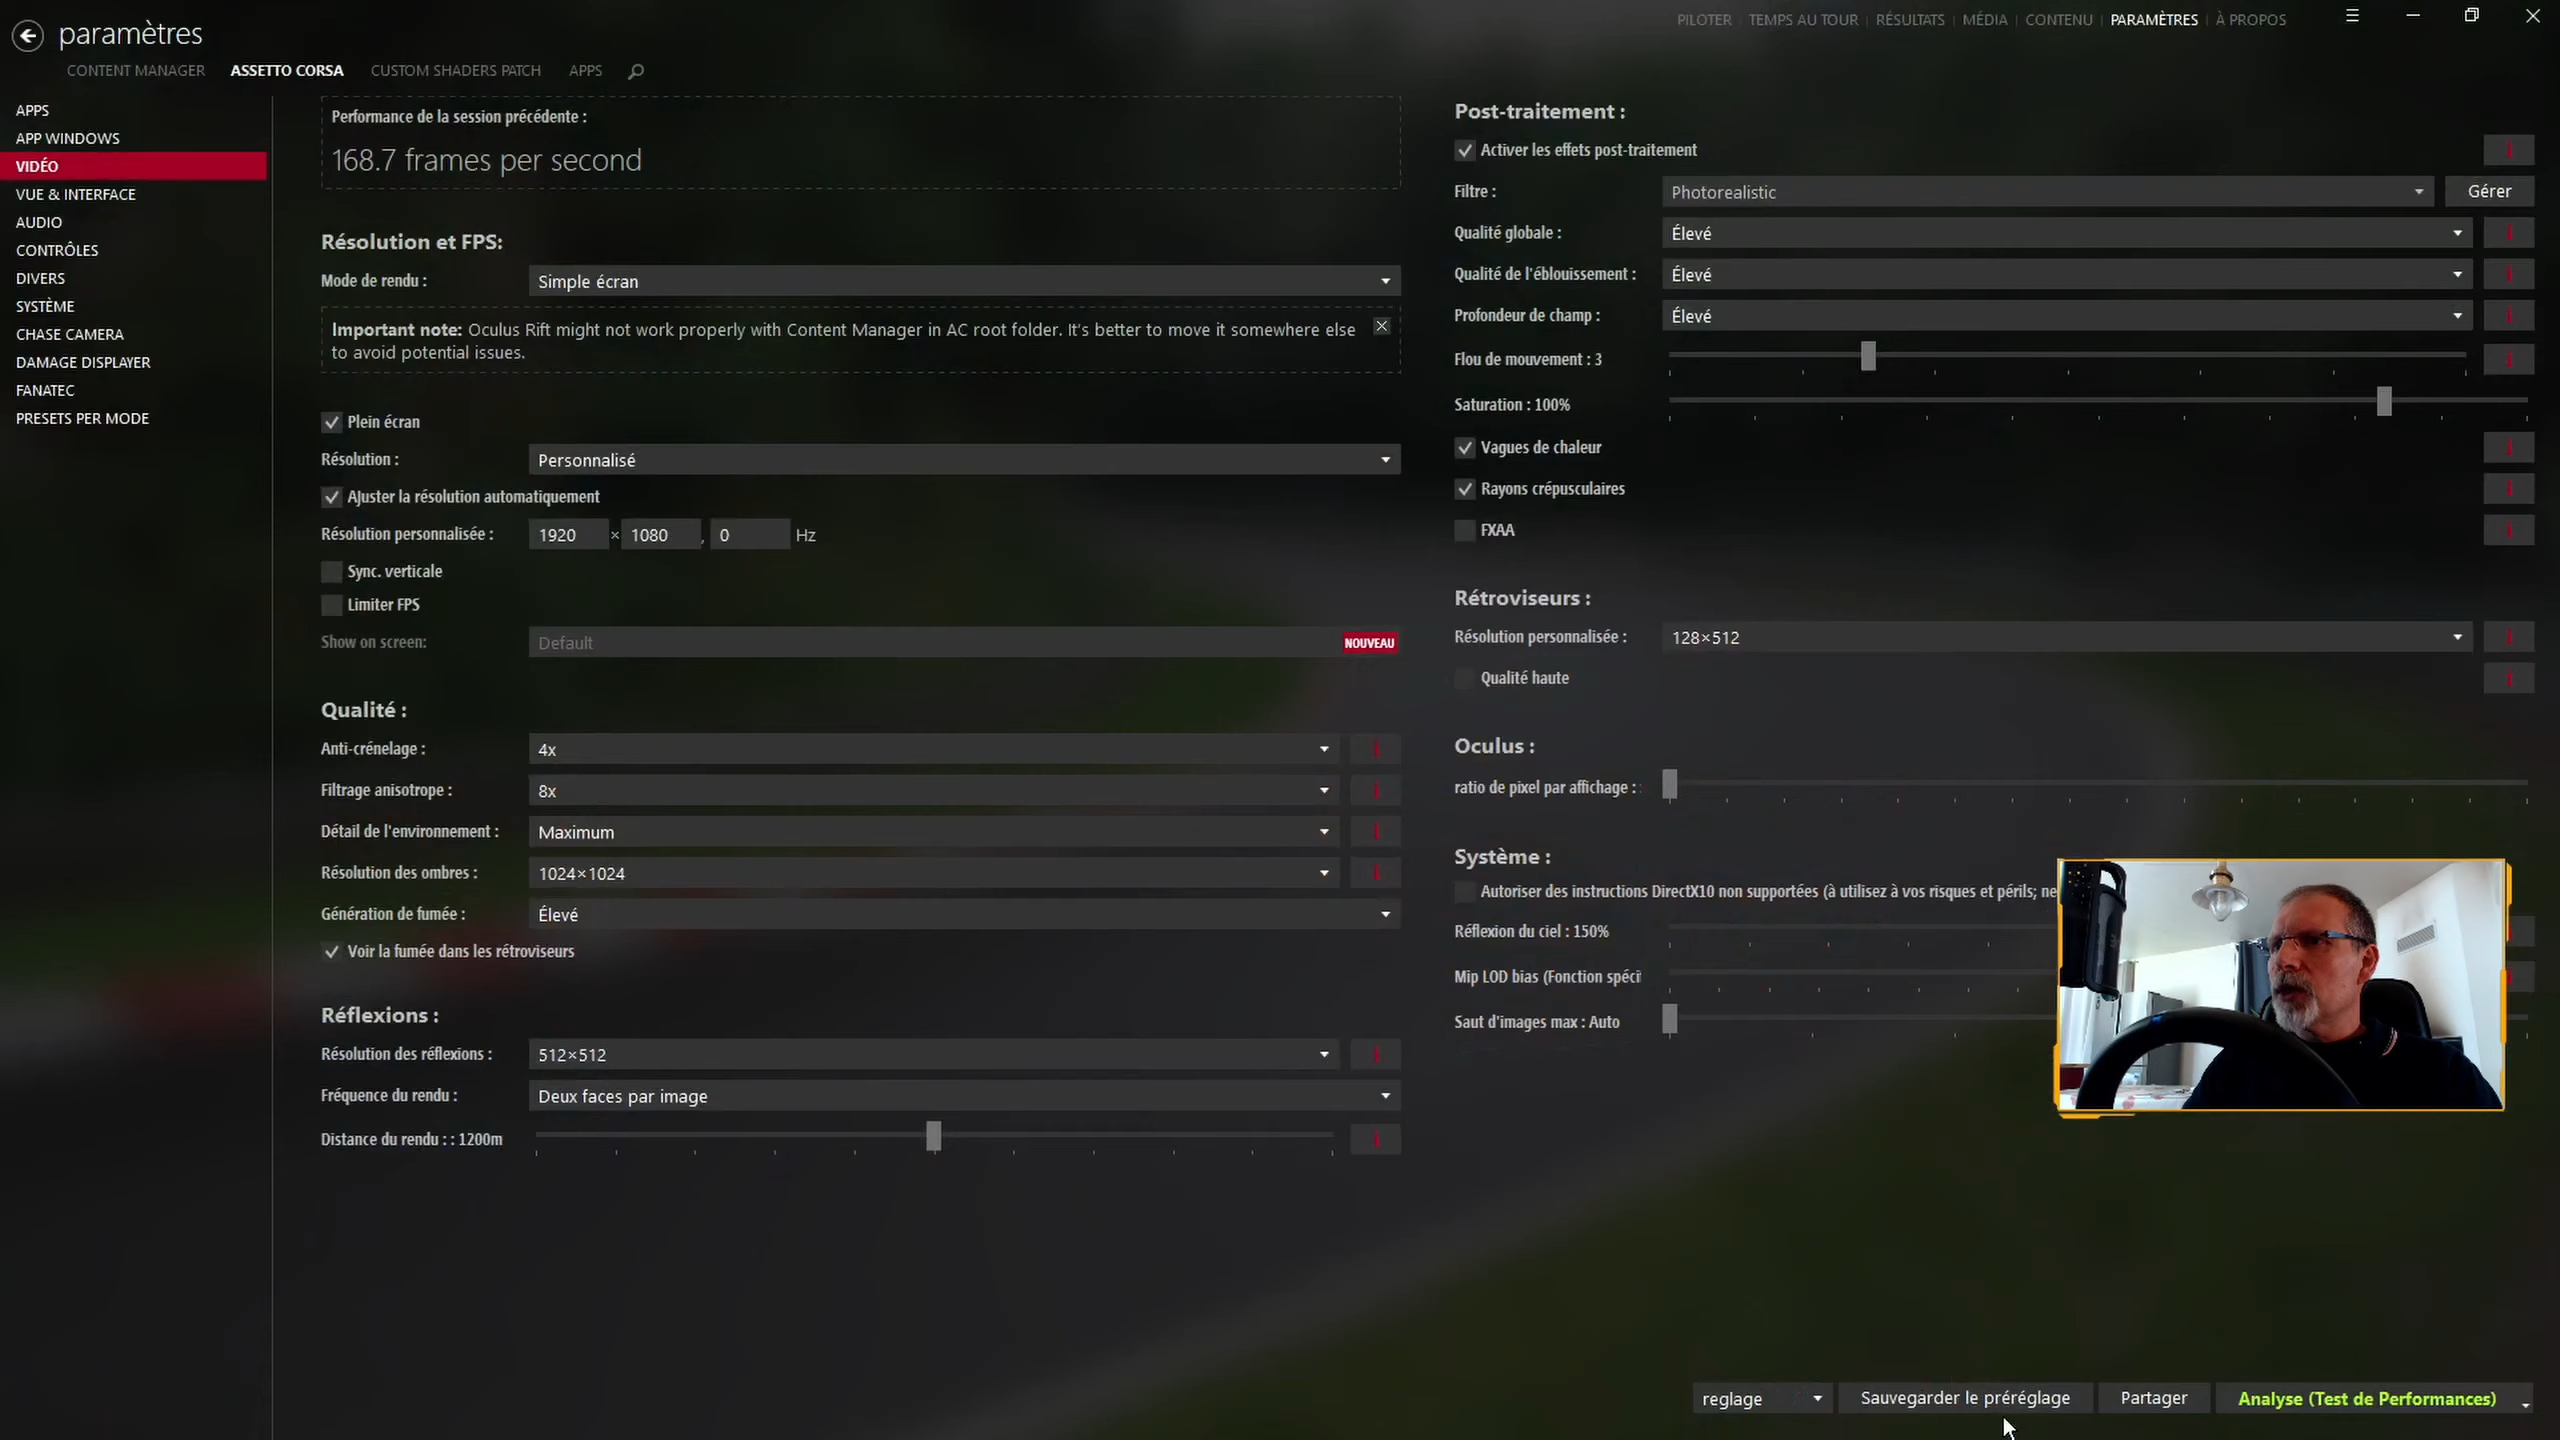 paramètres
PILOTER
TEMPS AU TOUR
RÉSULTATS
MÉDIA
CONTENU
PARAMÈTRES
À PROPOS
CONTENT MANAGER
ASSETTO CORSA
CUSTOM SHADERS PATCH
APPS
APPS
APP WINDOWS
VIDÉO
VUE & INTERFACE
AUDIO
CONTRÔLES
DIVERS
SYSTÈME
CHASE CAMERA
DAMAGE DISPLAYER
FANATEC
PRESETS PER MODE
Performance de la session précédente :
168.7 frames per second
Résolution et FPS:
Mode de rendu : Simple écran
Important note: Oculus Rift might not work properly with Content Manager in AC root folder. It's better to move it somewhere else
to avoid potential issues.
Plein écran
Résolution : Personnalisé
Ajuster la résolution automatiquement
Résolution personnalisée : 1920 × 1080 , 0 Hz
Sync. verticale
Limiter FPS
Show on screen: Default NOUVEAU
Qualité :
Anti-crénelage : 4x
Filtrage anisotrope : 8x
Détail de l'environnement : Maximum
Résolution des ombres : 1024×1024
Génération de fumée : Élevé
Voir la fumée dans les rétroviseurs
Réflexions :
Résolution des réflexions : 512×512
Fréquence du rendu : Deux faces par image
Distance du rendu : : 1200m
Post-traitement :
Activer les effets post-traitement
Filtre : Photorealistic Gérer
Qualité globale : Élevé
Qualité de l'éblouissement : Élevé
Profondeur de champ : Élevé
Flou de mouvement : 3
Saturation : 100%
Vagues de chaleur
Rayons crépusculaires
FXAA
Rétroviseurs :
Résolution personnalisée : 128×512
Qualité haute
Oculus :
ratio de pixel par affichage :
Système :
Autoriser des instructions DirectX10 non supportées (à utilisez à vos risques et périls; ne
Réflexion du ciel : 150%
Mip LOD bias (Fonction spéci
Saut d'images max : Auto
reglage
Sauvegarder le préréglage
Partager
Analyse (Test de Performances)